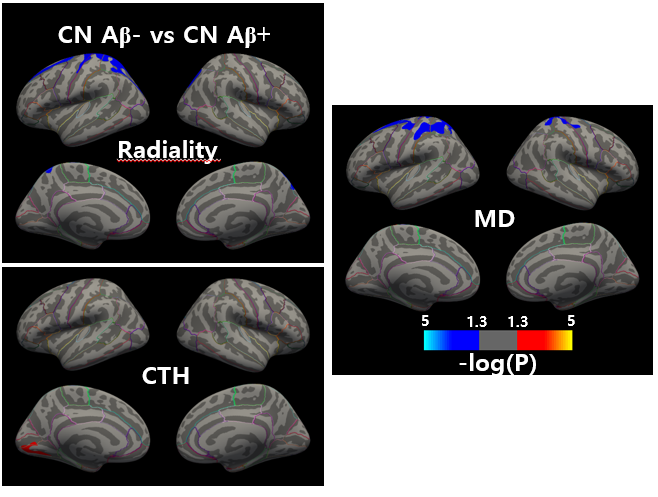 CN Aβ- vs CN Aβ+
Radiality
MD
5 1.3 1.3 5
-log(P)
CTH